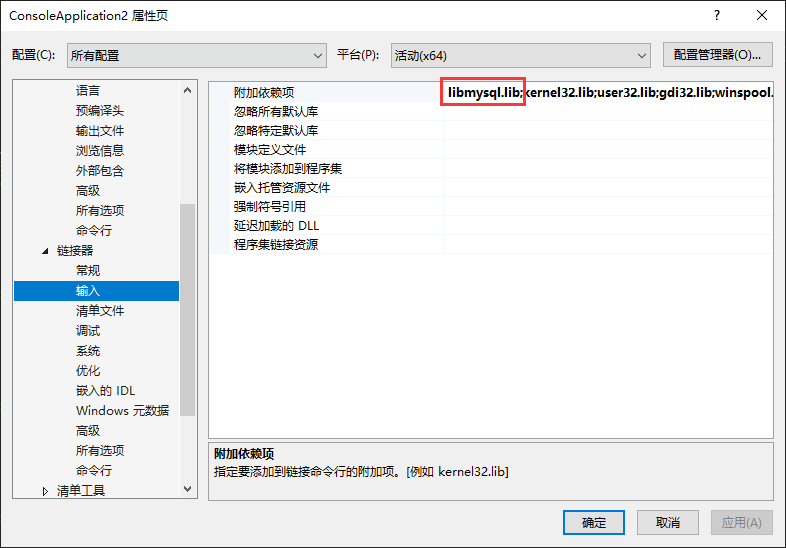 ConsoleApplication2 属性页
配置(C): 所有配置 平台(P): 活动(x64) 配置管理器(O)...
语言
预编译头
输出文件
浏览信息
外部包含
高级
所有选项
命令行
链接器
常规
输入
清单文件
调试
系统
优化
嵌入的 IDL
Windows 元数据
高级
所有选项
命令行
清单工具
附加依赖项 libmysql.lib;kernel32.lib;user32.lib;gdi32.lib;winspool.
忽略所有默认库
忽略特定默认库
模块定义文件
将模块添加到程序集
嵌入托管资源文件
强制符号引用
延迟加载的 DLL
程序集链接资源
附加依赖项
指定要添加到链接命令行的附加项。[例如 kernel32.lib]
确定 取消 应用(A)